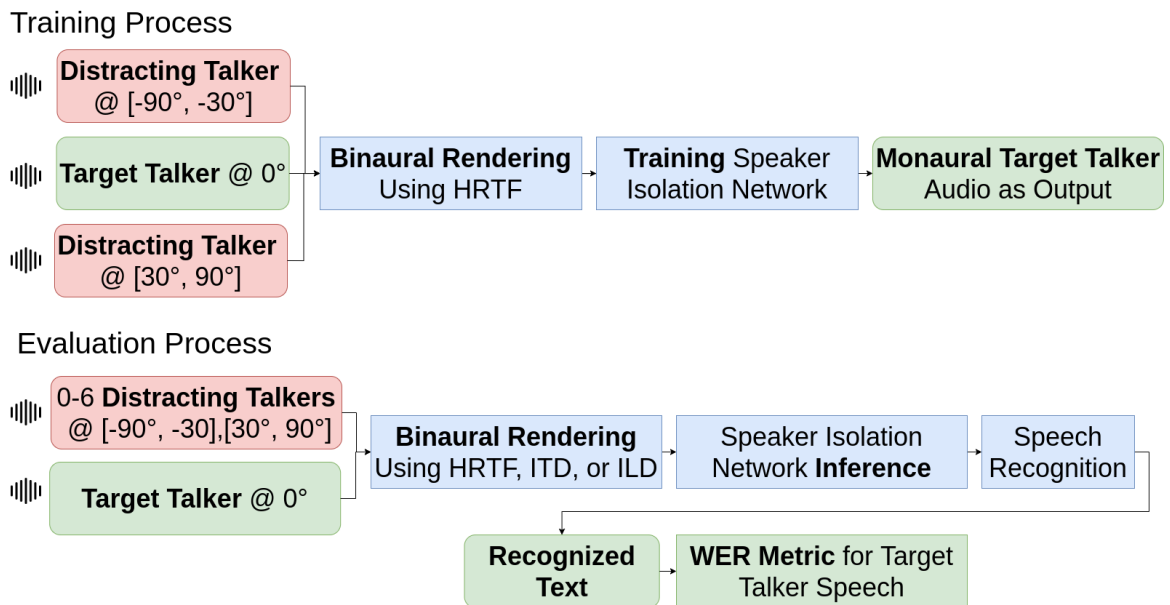 Training Process
Distracting Talker
@ [-90°, -30°]
Target Talker @ 0°
Distracting Talker
@ [30°, 90°]
Binaural Rendering
Using HRTF
Training Speaker
Isolation Network
Monaural Target Talker
Audio as Output
Evaluation Process
0-6 Distracting Talkers
@ [-90°, -30],[30°, 90°]
Target Talker @ 0°
Binaural Rendering
Using HRTF, ITD, or ILD
Speaker Isolation
Network Inference
Speech
Recognition
Recognized
Text
WER Metric for Target
Talker Speech